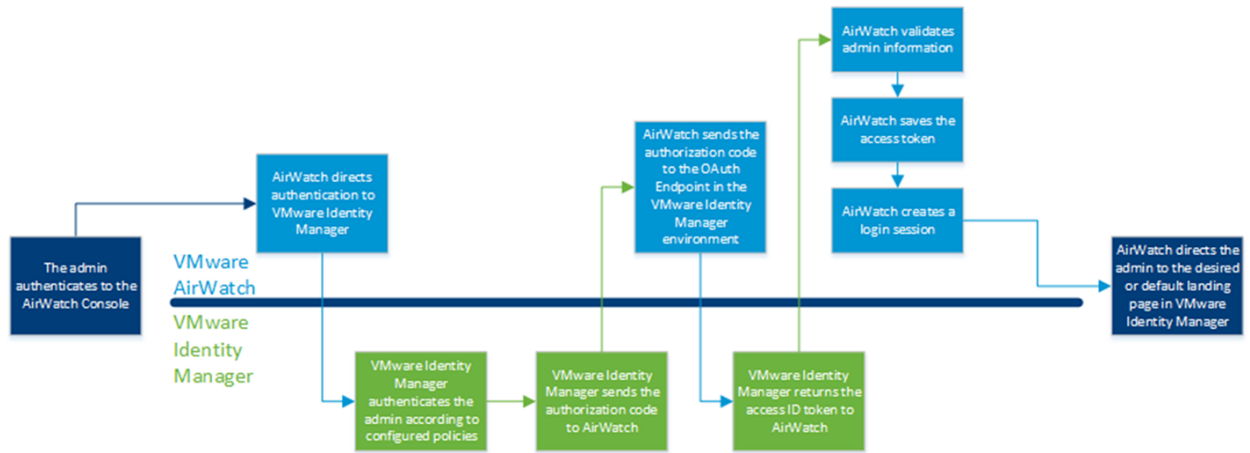 The admin
authenticates to the
AirWatch Console
AirWatch directs
authentication to
VMware Identity
Manager
VMware
AirWatch
VMware
Identity
Manager
VMware Identity
Manager
authenticates the
admin according to
configured policies
VMware Identity
Manager sends the
authorization code
to AirWatch
AirWatch sends the
authorization code
to the OAuth
Endpoint in the
VMware Identity
Manager
environment
VMware Identity
Manager returns the
access ID token to
AirWatch
AirWatch validates
admin information
AirWatch saves the
access token
AirWatch creates a
login session
AirWatch directs the
admin to the desired
or default landing
page in VMware
Identity Manager